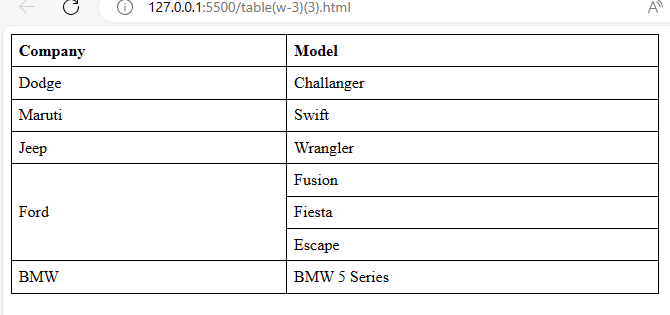 127.0.0.1:5500/table(w-3)(3).html
Company Model
Dodge Challanger
Maruti Swift
Jeep Wrangler
Ford Fusion
Fiesta
Escape
BMW BMW 5 Series